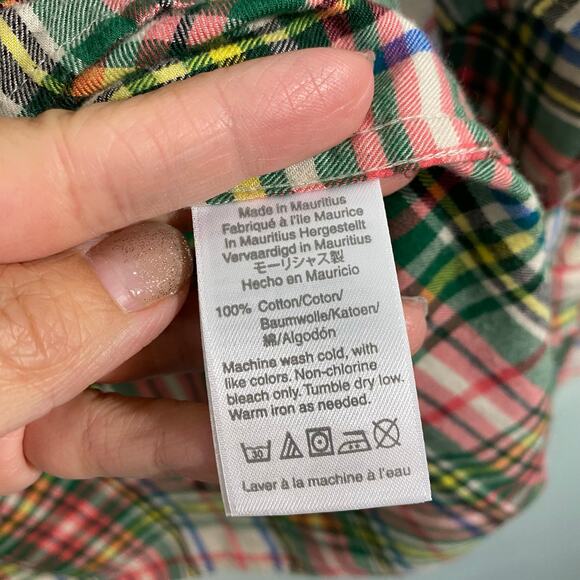 Made in Mauritius
Fabriqué à l'Ile Maurice
In Mauritius Hergestellt
Vervaardigd in Mauritius
モーリシャス製
Hecho en Mauricio
100% Cotton/Coton/
Baumwolle/Katoen/
綿/Algodón
Machine wash cold, with
like colors. Non-chlorine
bleach only. Tumble dry low.
Warm iron as needed.
30
Laver à la machine à l'eau